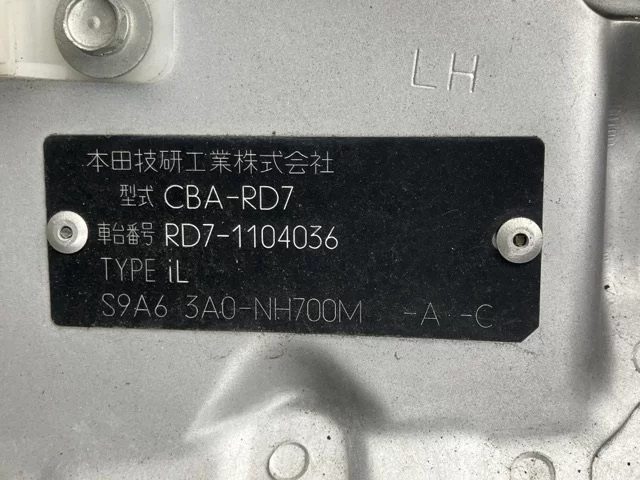 LH
本田技研工業株式会社
型式 CBA-RD7
車台番号 RD7-1104036
TYPE iL
S9A6 3A0-NH700M -A -C